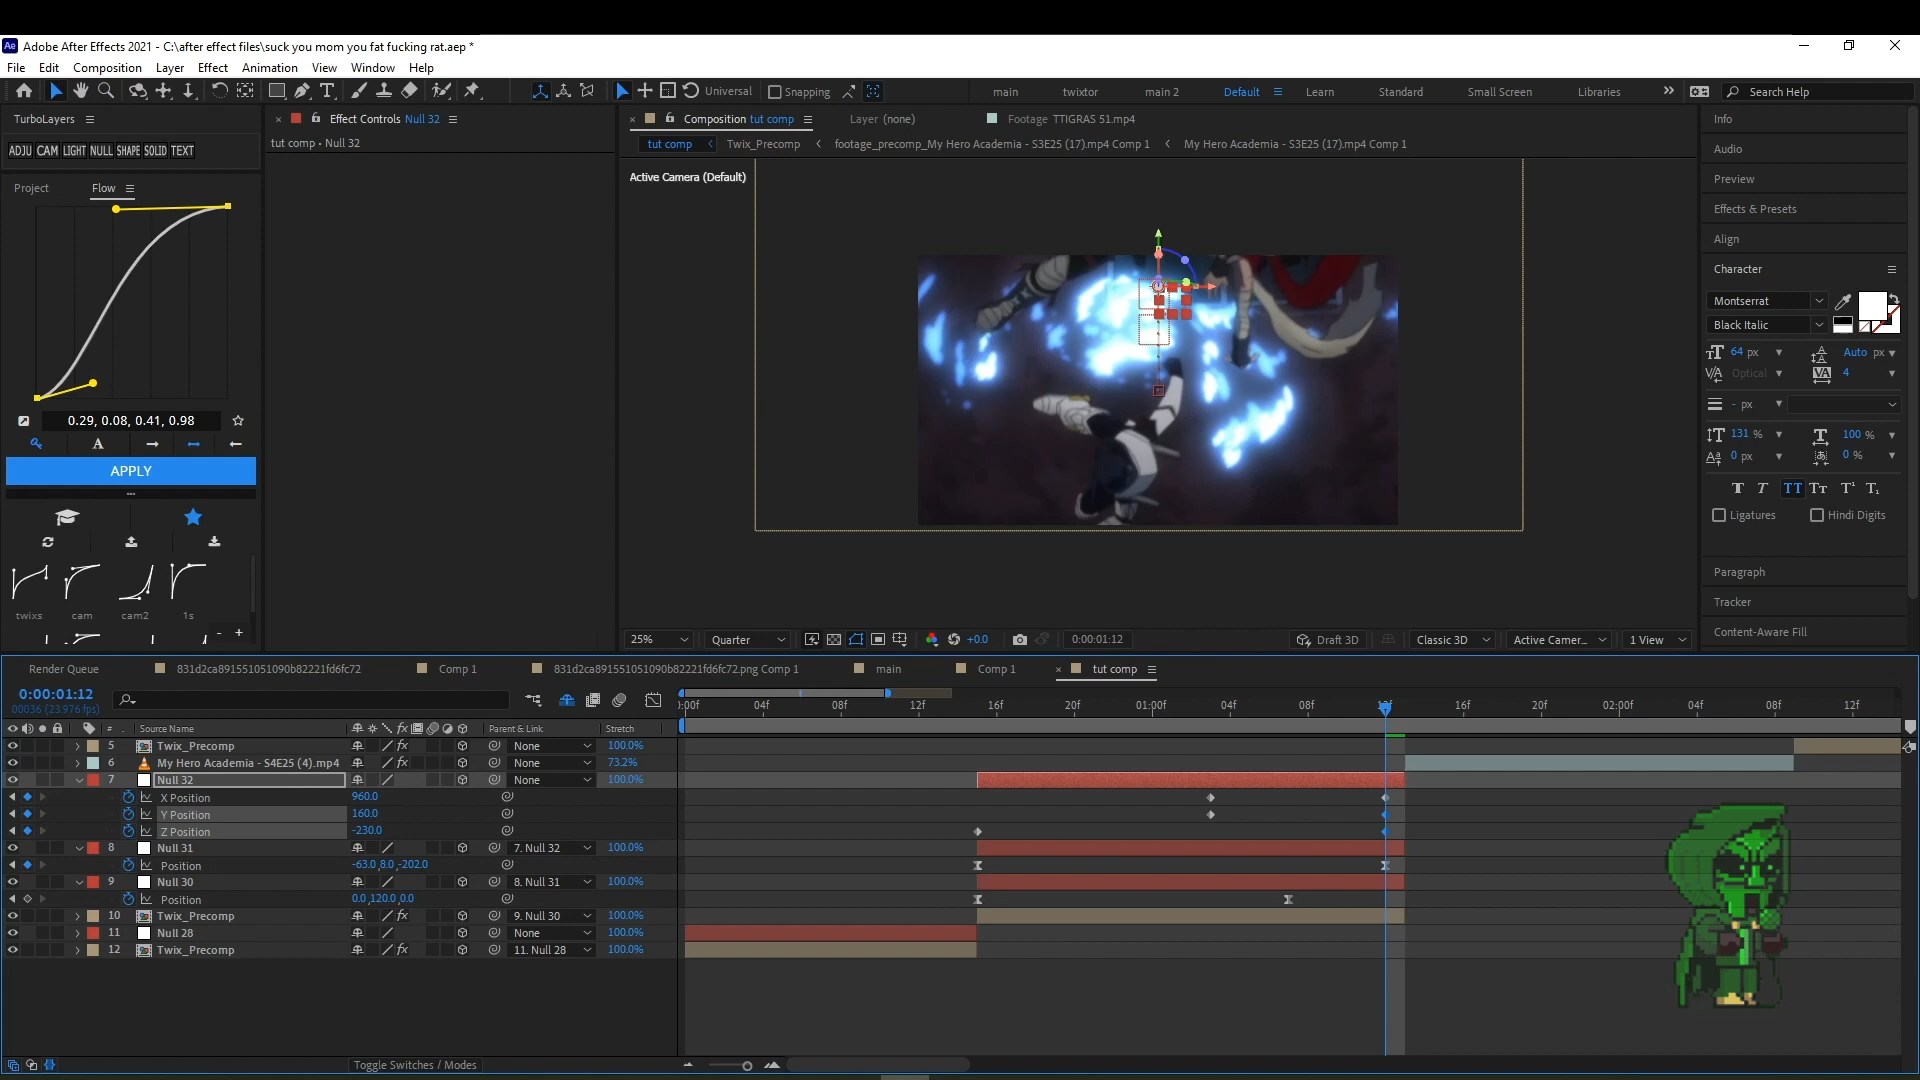 Ae Adobe After Effects 2021 - C:\after effect files\suck you mom you fat fucking rat.aep *
File Edit Composition Layer Effect Animation View Window Help
Universal Snapping main twixtor main 2 Default Learn Standard Small Screen Libraries Search Help
TurboLayers
ADJU CAM LIGHT NULL SHAPE SOLID TEXT
Effect Controls Null 32
tut comp • Null 32
Composition tut comp Layer (none) Footage TTIGRAS 51.mp4
tut comp Twix_Precomp footage_precomp_My Hero Academia - S3E25 (17).mp4 Comp 1 My Hero Academia - S3E25 (17).mp4 Comp 1
Active Camera (Default)
Project Flow
0.29, 0.08, 0.41, 0.98
APPLY
twixs cam cam2 1s
- +
25% Quarter +0.0 0:00:01:12 Draft 3D Classic 3D Active Camer... 1 View
Info
Audio
Preview
Effects & Presets
Align
Character
Montserrat
Black Italic
64 px Auto px
Optical 4
- px
131 % 100 %
0 px 0 %
T T TT Tt T¹ T₁
Ligatures Hindi Digits
Paragraph
Tracker
Content-Aware Fill
Render Queue 831d2ca891551051090b82221fd6fc72 Comp 1 831d2ca891551051090b82221fd6fc72.png Comp 1 main Comp 1 tut comp
0:00:01:12
00036 (23.976 fps)
04f 08f 12f 16f 20f 01:00f 04f 08f 16f 20f 02:00f 04f 08f 12f
# Source Name Parent & Link Stretch
5 Twix_Precomp None 100.0%
6 My Hero Academia - S4E25 (4).mp4 None 73.2%
7 Null 32 None 100.0%
X Position 960.0
Y Position 160.0
Z Position -230.0
8 Null 31 7. Null 32 100.0%
Position -63.0,8.0,-202.0
9 Null 30 8. Null 31 100.0%
Position 0.0,120.0,0.0
10 Twix_Precomp 9. Null 30 100.0%
11 Null 28 None 100.0%
12 Twix_Precomp 11. Null 28 100.0%
Toggle Switches / Modes